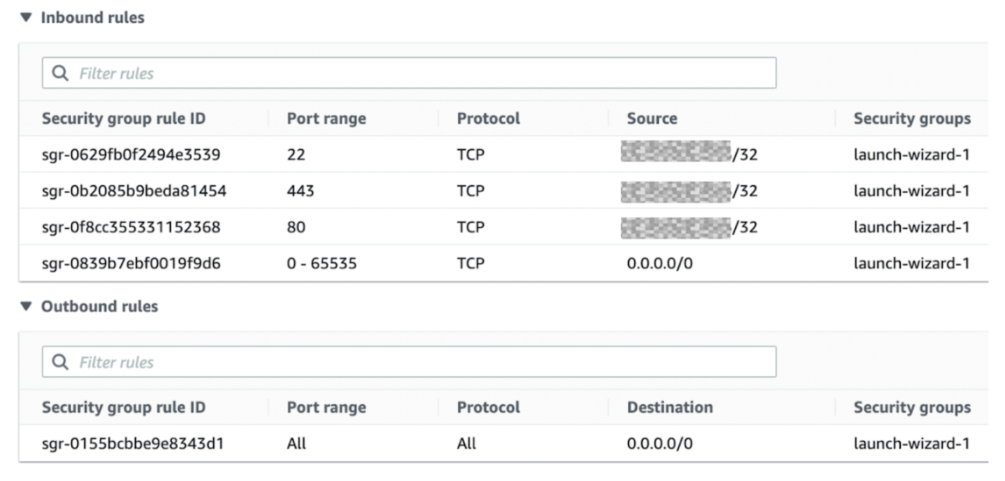 Inbound rules
Filter rules
Security group rule ID Port range Protocol Source Security groups
sgr-0629fb0f2494e3539 22 TCP /32 launch-wizard-1
sgr-0b2085b9beda81454 443 TCP /32 launch-wizard-1
sgr-0f8cc355331152368 80 TCP /32 launch-wizard-1
sgr-0839b7ebf0019f9d6 0 - 65535 TCP 0.0.0.0/0 launch-wizard-1
Outbound rules
Filter rules
Security group rule ID Port range Protocol Destination Security groups
sgr-0155bcbbe9e8343d1 All All 0.0.0.0/0 launch-wizard-1